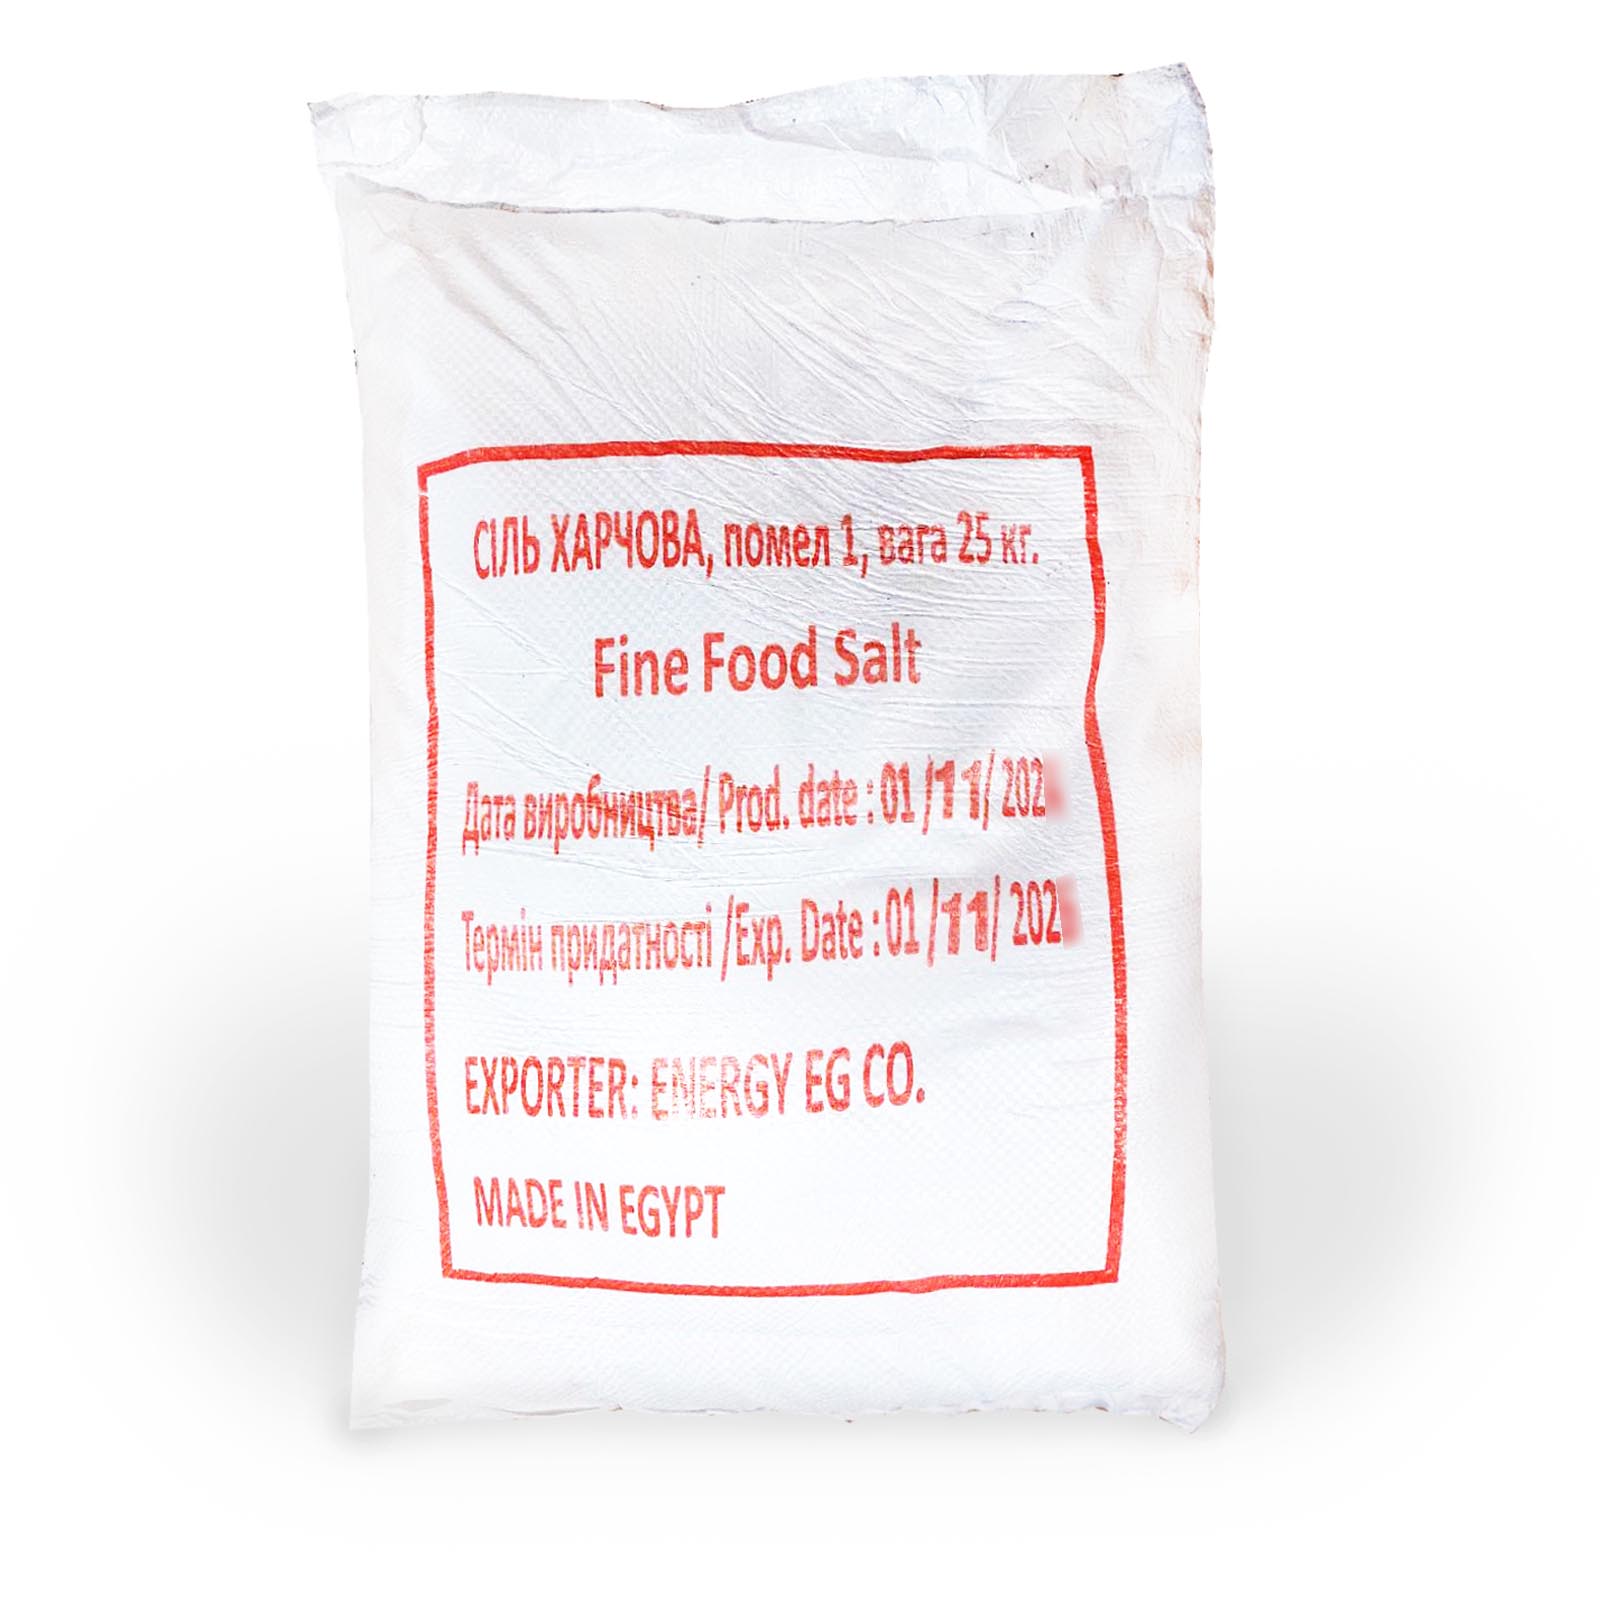 СІЛЬ ХАРЧОВА, помел 1, вага 25 кг.
Fine Food Salt
Дата виробництва/ Prod. date : 01 /11/ 202
Термін придатності /Exp. Date : 01 /11/ 202
EXPORTER: ENERGY EG CO.
MADE IN EGYPT